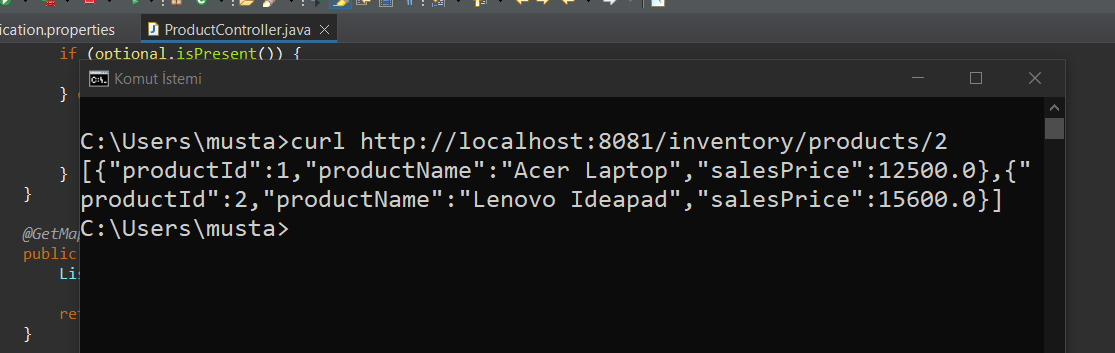 ication.properties
ProductController.java
if (optional.isPresent()) {
Komut İstemi
}
C:\Users\musta>curl http://localhost:8081/inventory/products/2
[{"productId":1,"productName":"Acer Laptop","salesPrice":12500.0},{"
}
productId":2,"productName":"Lenovo Ideapad","salesPrice":15600.0}]
}
C:\Users\musta>
@GetMap
public
Lis
ret
}